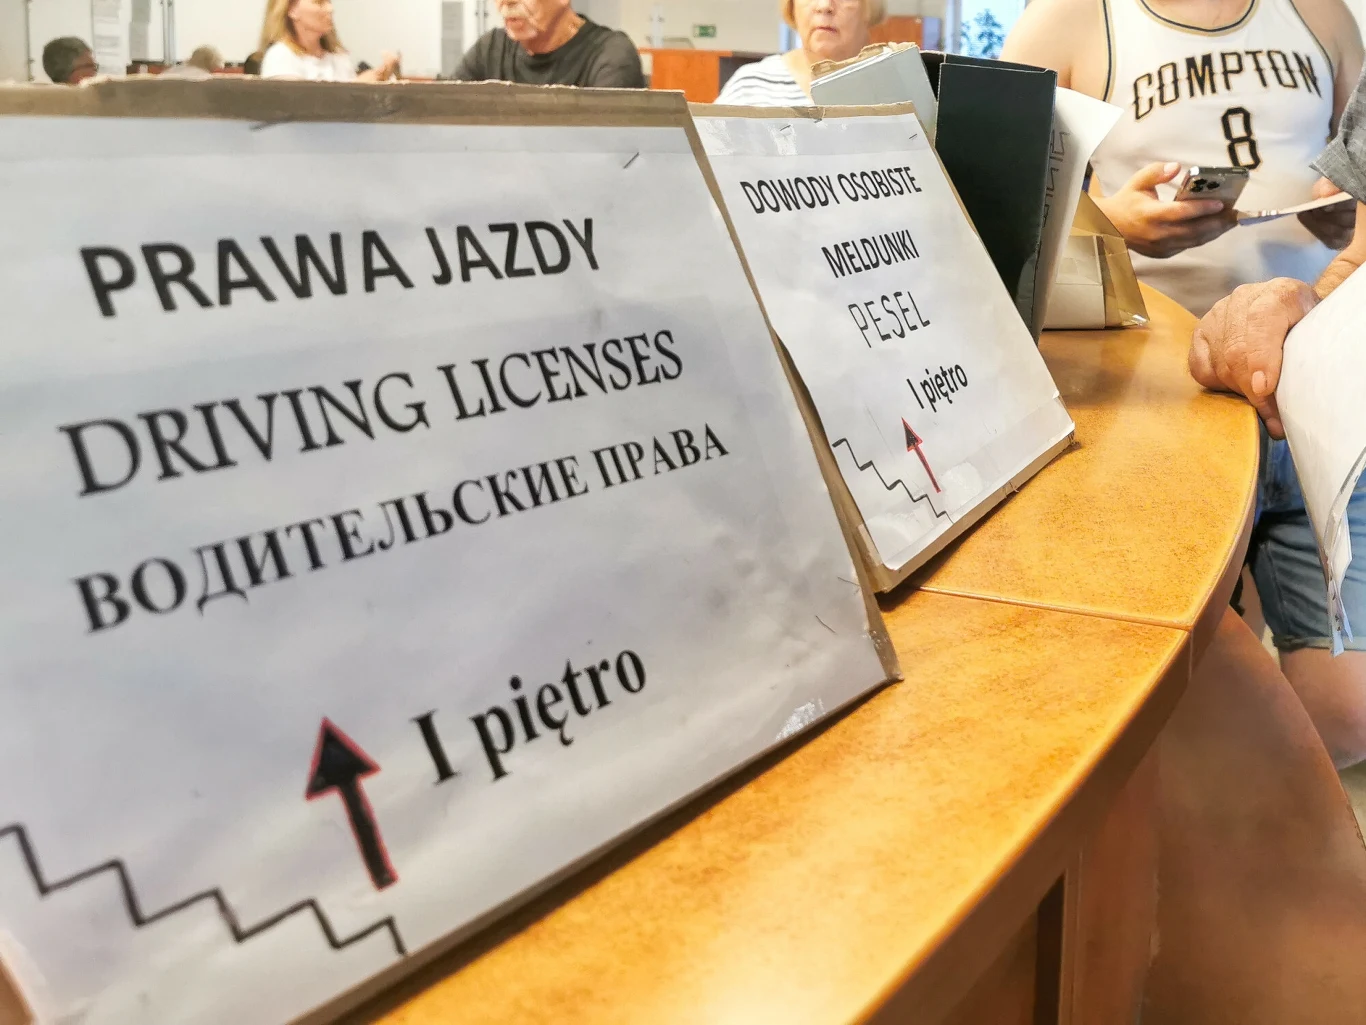 PRAWA JAZDY
DRIVING LICENSES
ВОДИТЕЛЬСКИЕ ПРАВА
I piętro
DOWODY OSOBISTE
MELDUNKI
PESEL
I piętro
COMPTON
8